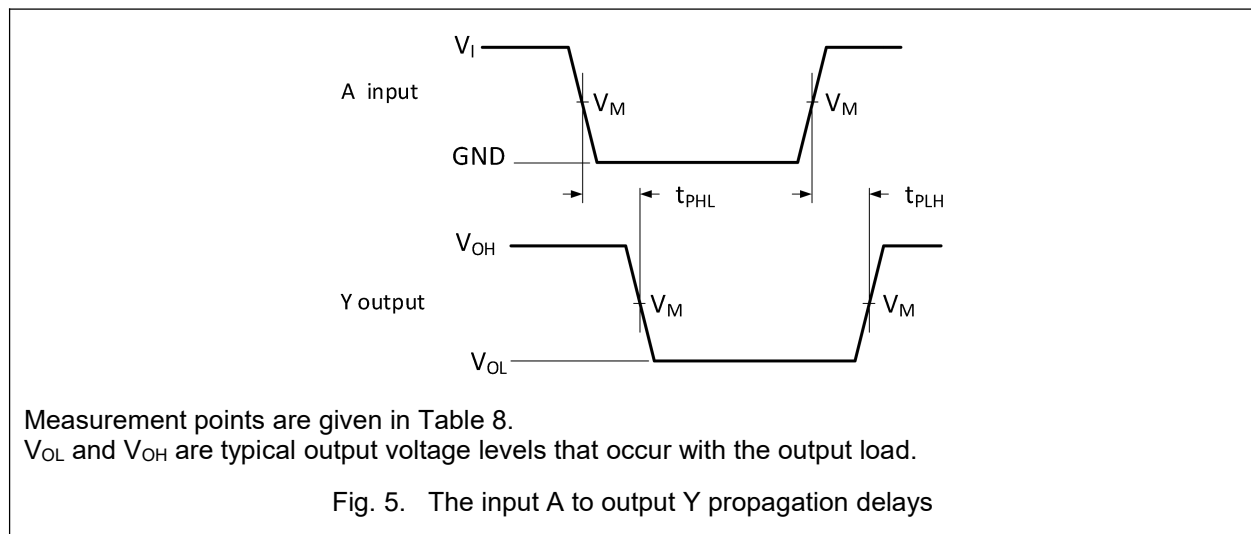 V_I
A input
V_M V_M
GND
t_PHL t_PLH
V_OH
Y output
V_M V_M
V_OL
Measurement points are given in Table 8.
V_OL and V_OH are typical output voltage levels that occur with the output load.
Fig. 5. The input A to output Y propagation delays